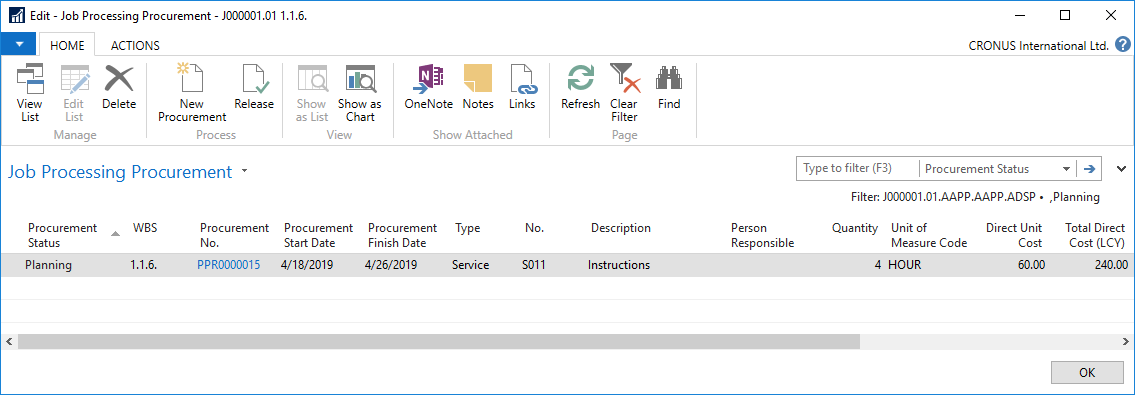 Edit - Job Processing Procurement - J000001.01 1.1.6.
HOME ACTIONS CRONUS International Ltd. ?
View List
Edit List
Delete
New Procurement
Release
Show as List
Show as Chart
OneNote
Notes
Links
Refresh
Clear Filter
Find
Manage Process View Show Attached Page
Job Processing Procurement
Type to filter (F3) Procurement Status
Filter: J000001.01.AAPP.AAPP.ADSP • ,Planning
Procurement Status WBS Procurement No. Procurement Start Date Procurement Finish Date Type No. Description Person Responsible Quantity Unit of Measure Code Direct Unit Cost Total Direct Cost (LCY)
Planning 1.1.6. PPR0000015 4/18/2019 4/26/2019 Service S011 Instructions 4 HOUR 60.00 240.00
OK